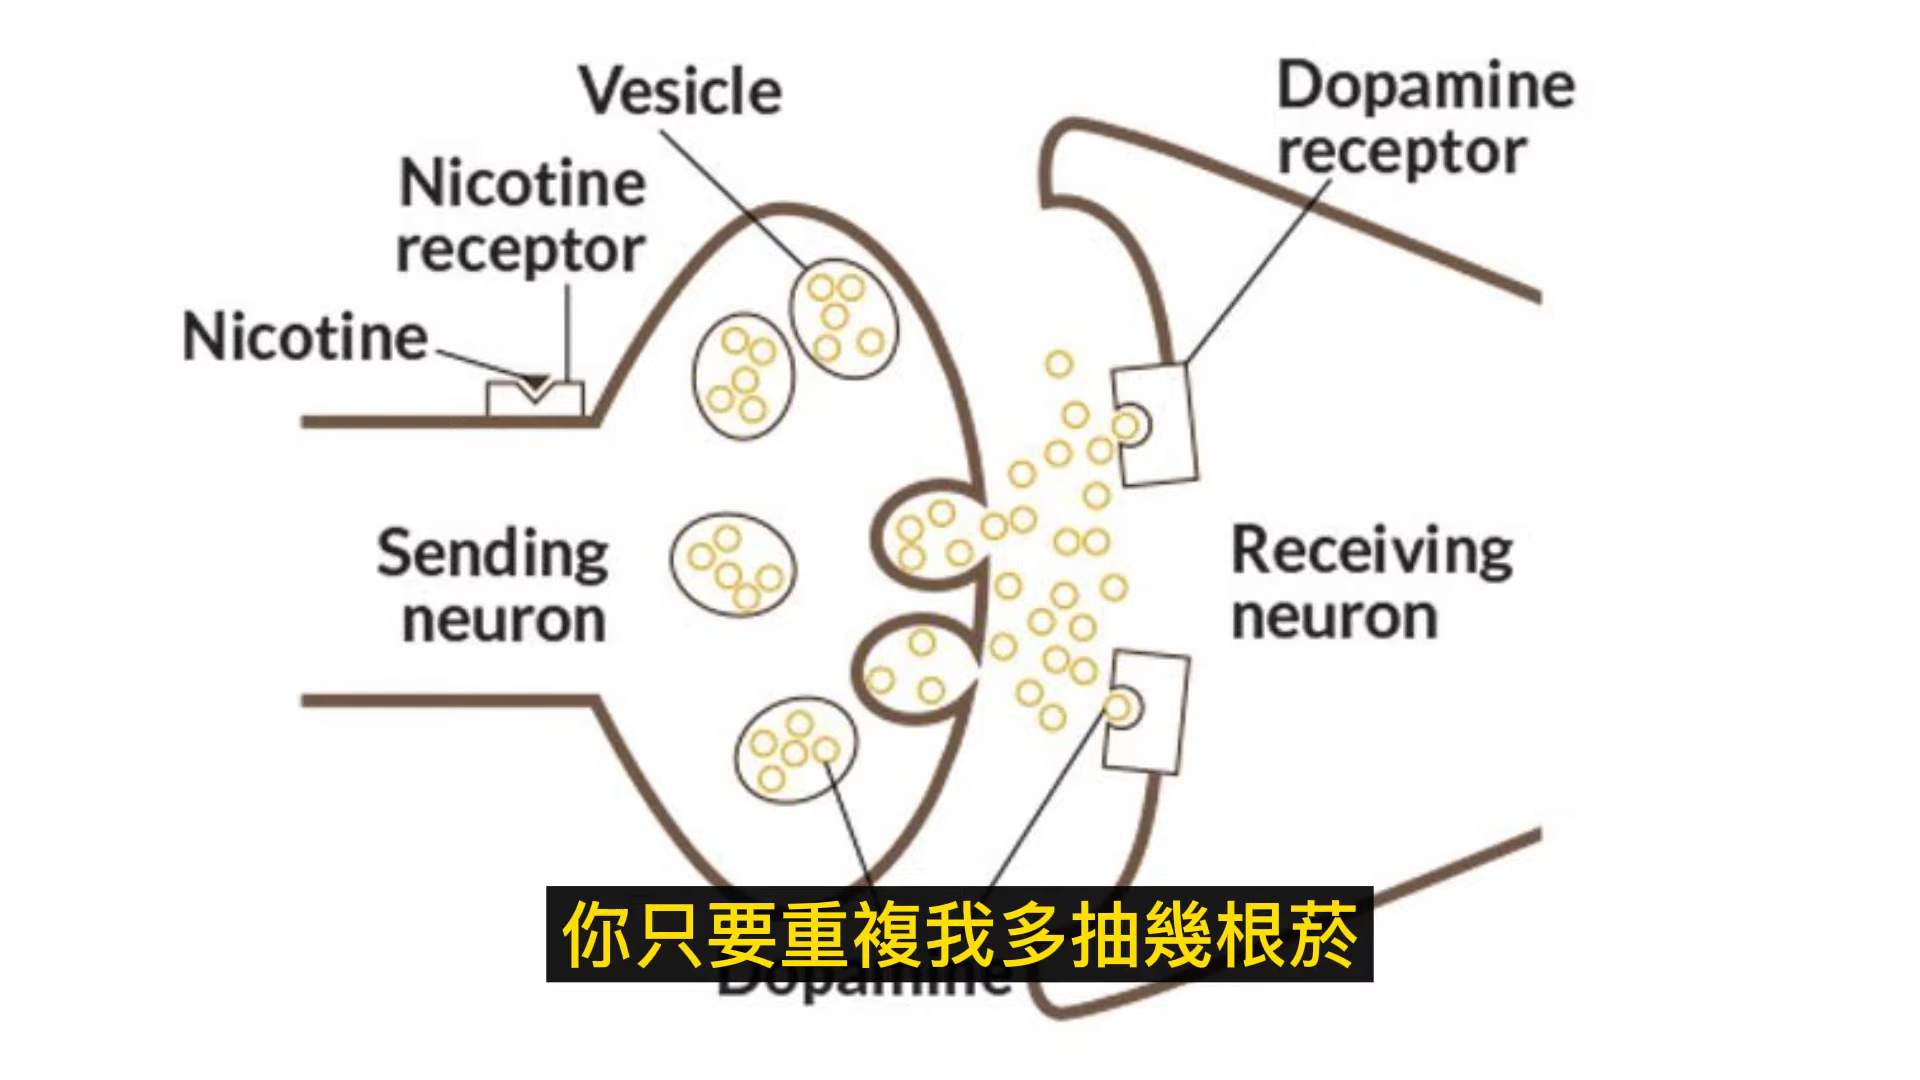 Vesicle
Dopamine
receptor
Nicotine
receptor
Nicotine
Sending
neuron
Receiving
neuron
你只要重複我多抽幾根菸
Dopamine